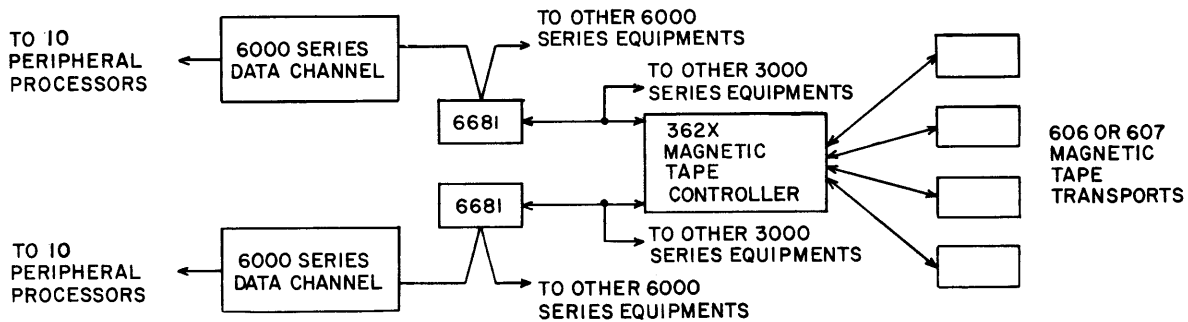 TO 10
PERIPHERAL
PROCESSORS
6000 SERIES
DATA CHANNEL
TO OTHER 6000
SERIES EQUIPMENTS
6681
TO OTHER 3000
SERIES EQUIPMENTS
362X
MAGNETIC
TAPE
CONTROLLER
606 OR 607
MAGNETIC
TAPE
TRANSPORTS
6681
TO OTHER 3000
SERIES EQUIPMENTS
TO 10
PERIPHERAL
PROCESSORS
6000 SERIES
DATA CHANNEL
TO OTHER 6000
SERIES EQUIPMENTS